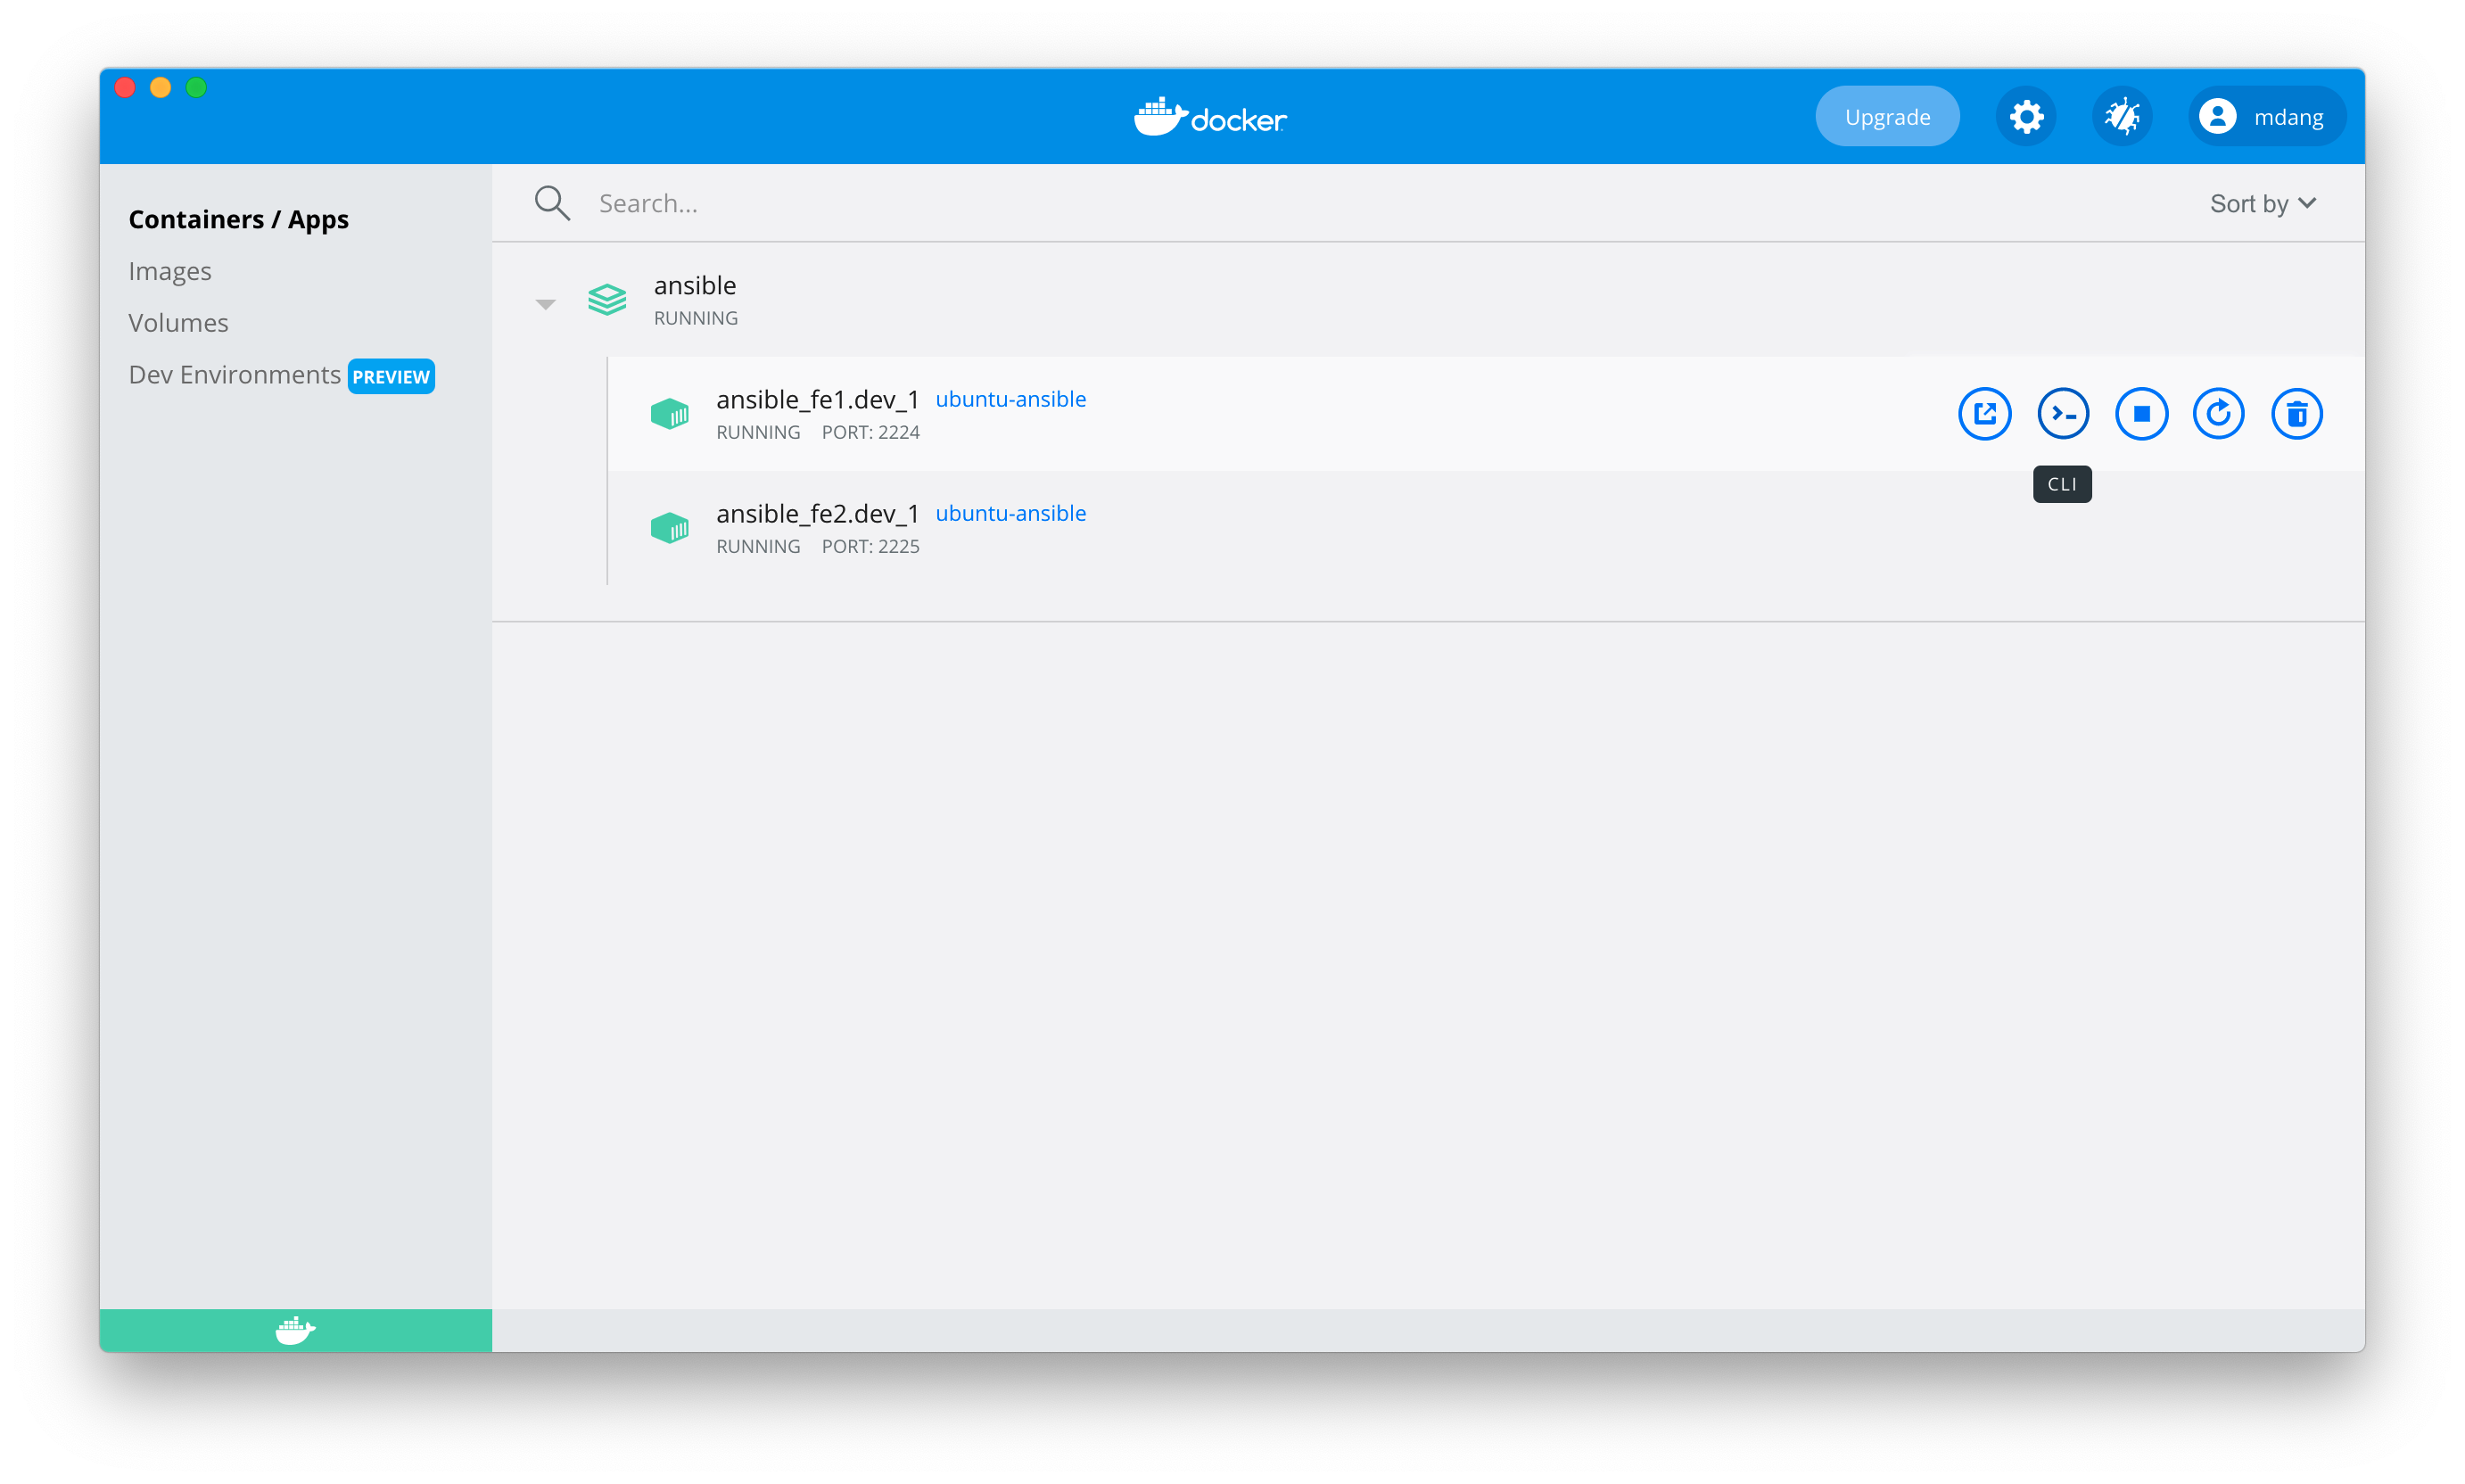 docker
Upgrade
mdang
Containers / Apps
Images
Volumes
Dev Environments PREVIEW
Search...
Sort by
ansible
RUNNING
ansible_fe1.dev_1 ubuntu-ansible
RUNNING PORT: 2224
CLI
ansible_fe2.dev_1 ubuntu-ansible
RUNNING PORT: 2225